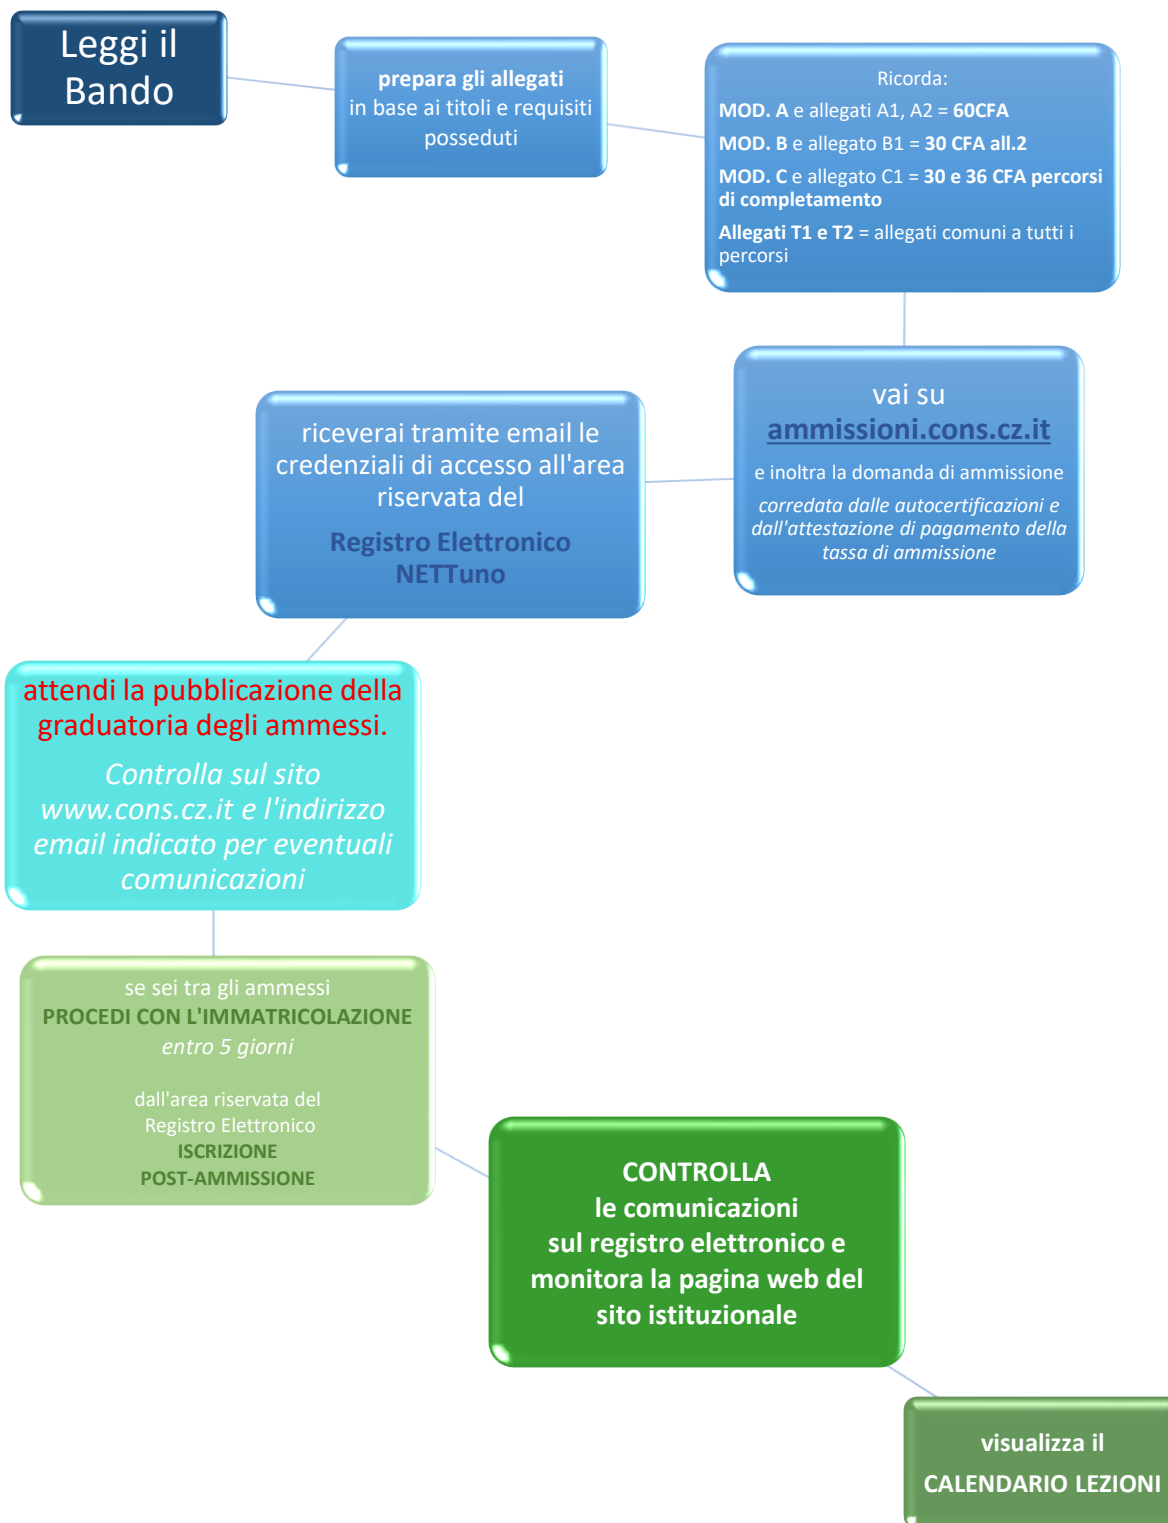 Leggi il
Bando
prepara gli allegati
in base ai titoli e requisiti
posseduti
Ricorda:
MOD. A e allegati A1, A2 = 60CFA
MOD. B e allegato B1 = 30 CFA all.2
MOD. C e allegato C1 = 30 e 36 CFA percorsi
di completamento
Allegati T1 e T2 = allegati comuni a tutti i
percorsi
vai su
ammissioni.cons.cz.it
e inoltra la domanda di ammissione
corredata dalle autocertificazioni e
dall'attestazione di pagamento della
tassa di ammissione
riceverai tramite email le
credenziali di accesso all'area
riservata del
Registro Elettronico
NETTuno
attendi la pubblicazione della
graduatoria degli ammessi.
Controlla sul sito
www.cons.cz.it e l'indirizzo
email indicato per eventuali
comunicazioni
se sei tra gli ammessi
PROCEDI CON L'IMMATRICOLAZIONE
entro 5 giorni
dall'area riservata del
Registro Elettronico
ISCRIZIONE
POST-AMMISSIONE
CONTROLLA
le comunicazioni
sul registro elettronico e
monitora la pagina web del
sito istituzionale
visualizza il
CALENDARIO LEZIONI